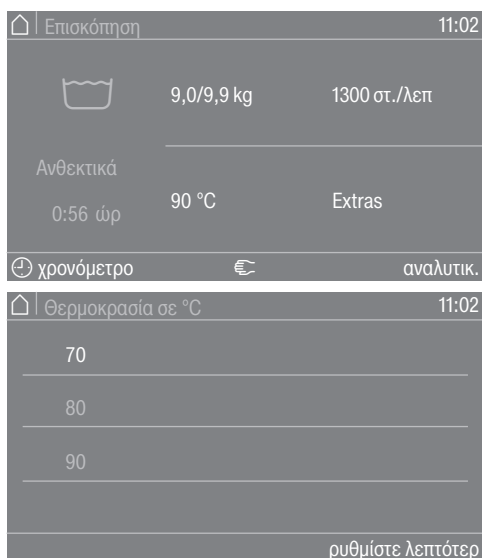 Επισκόπηση 11:02
9,0/9,9 kg 1300 στ./λεπ
Ανθεκτικά
0:56 ώρ
90 °C Extras
χρονόμετρο αναλυτικ.
Θερμοκρασία σε °C 11:02
70
80
90
ρυθμίστε λεπτότερ